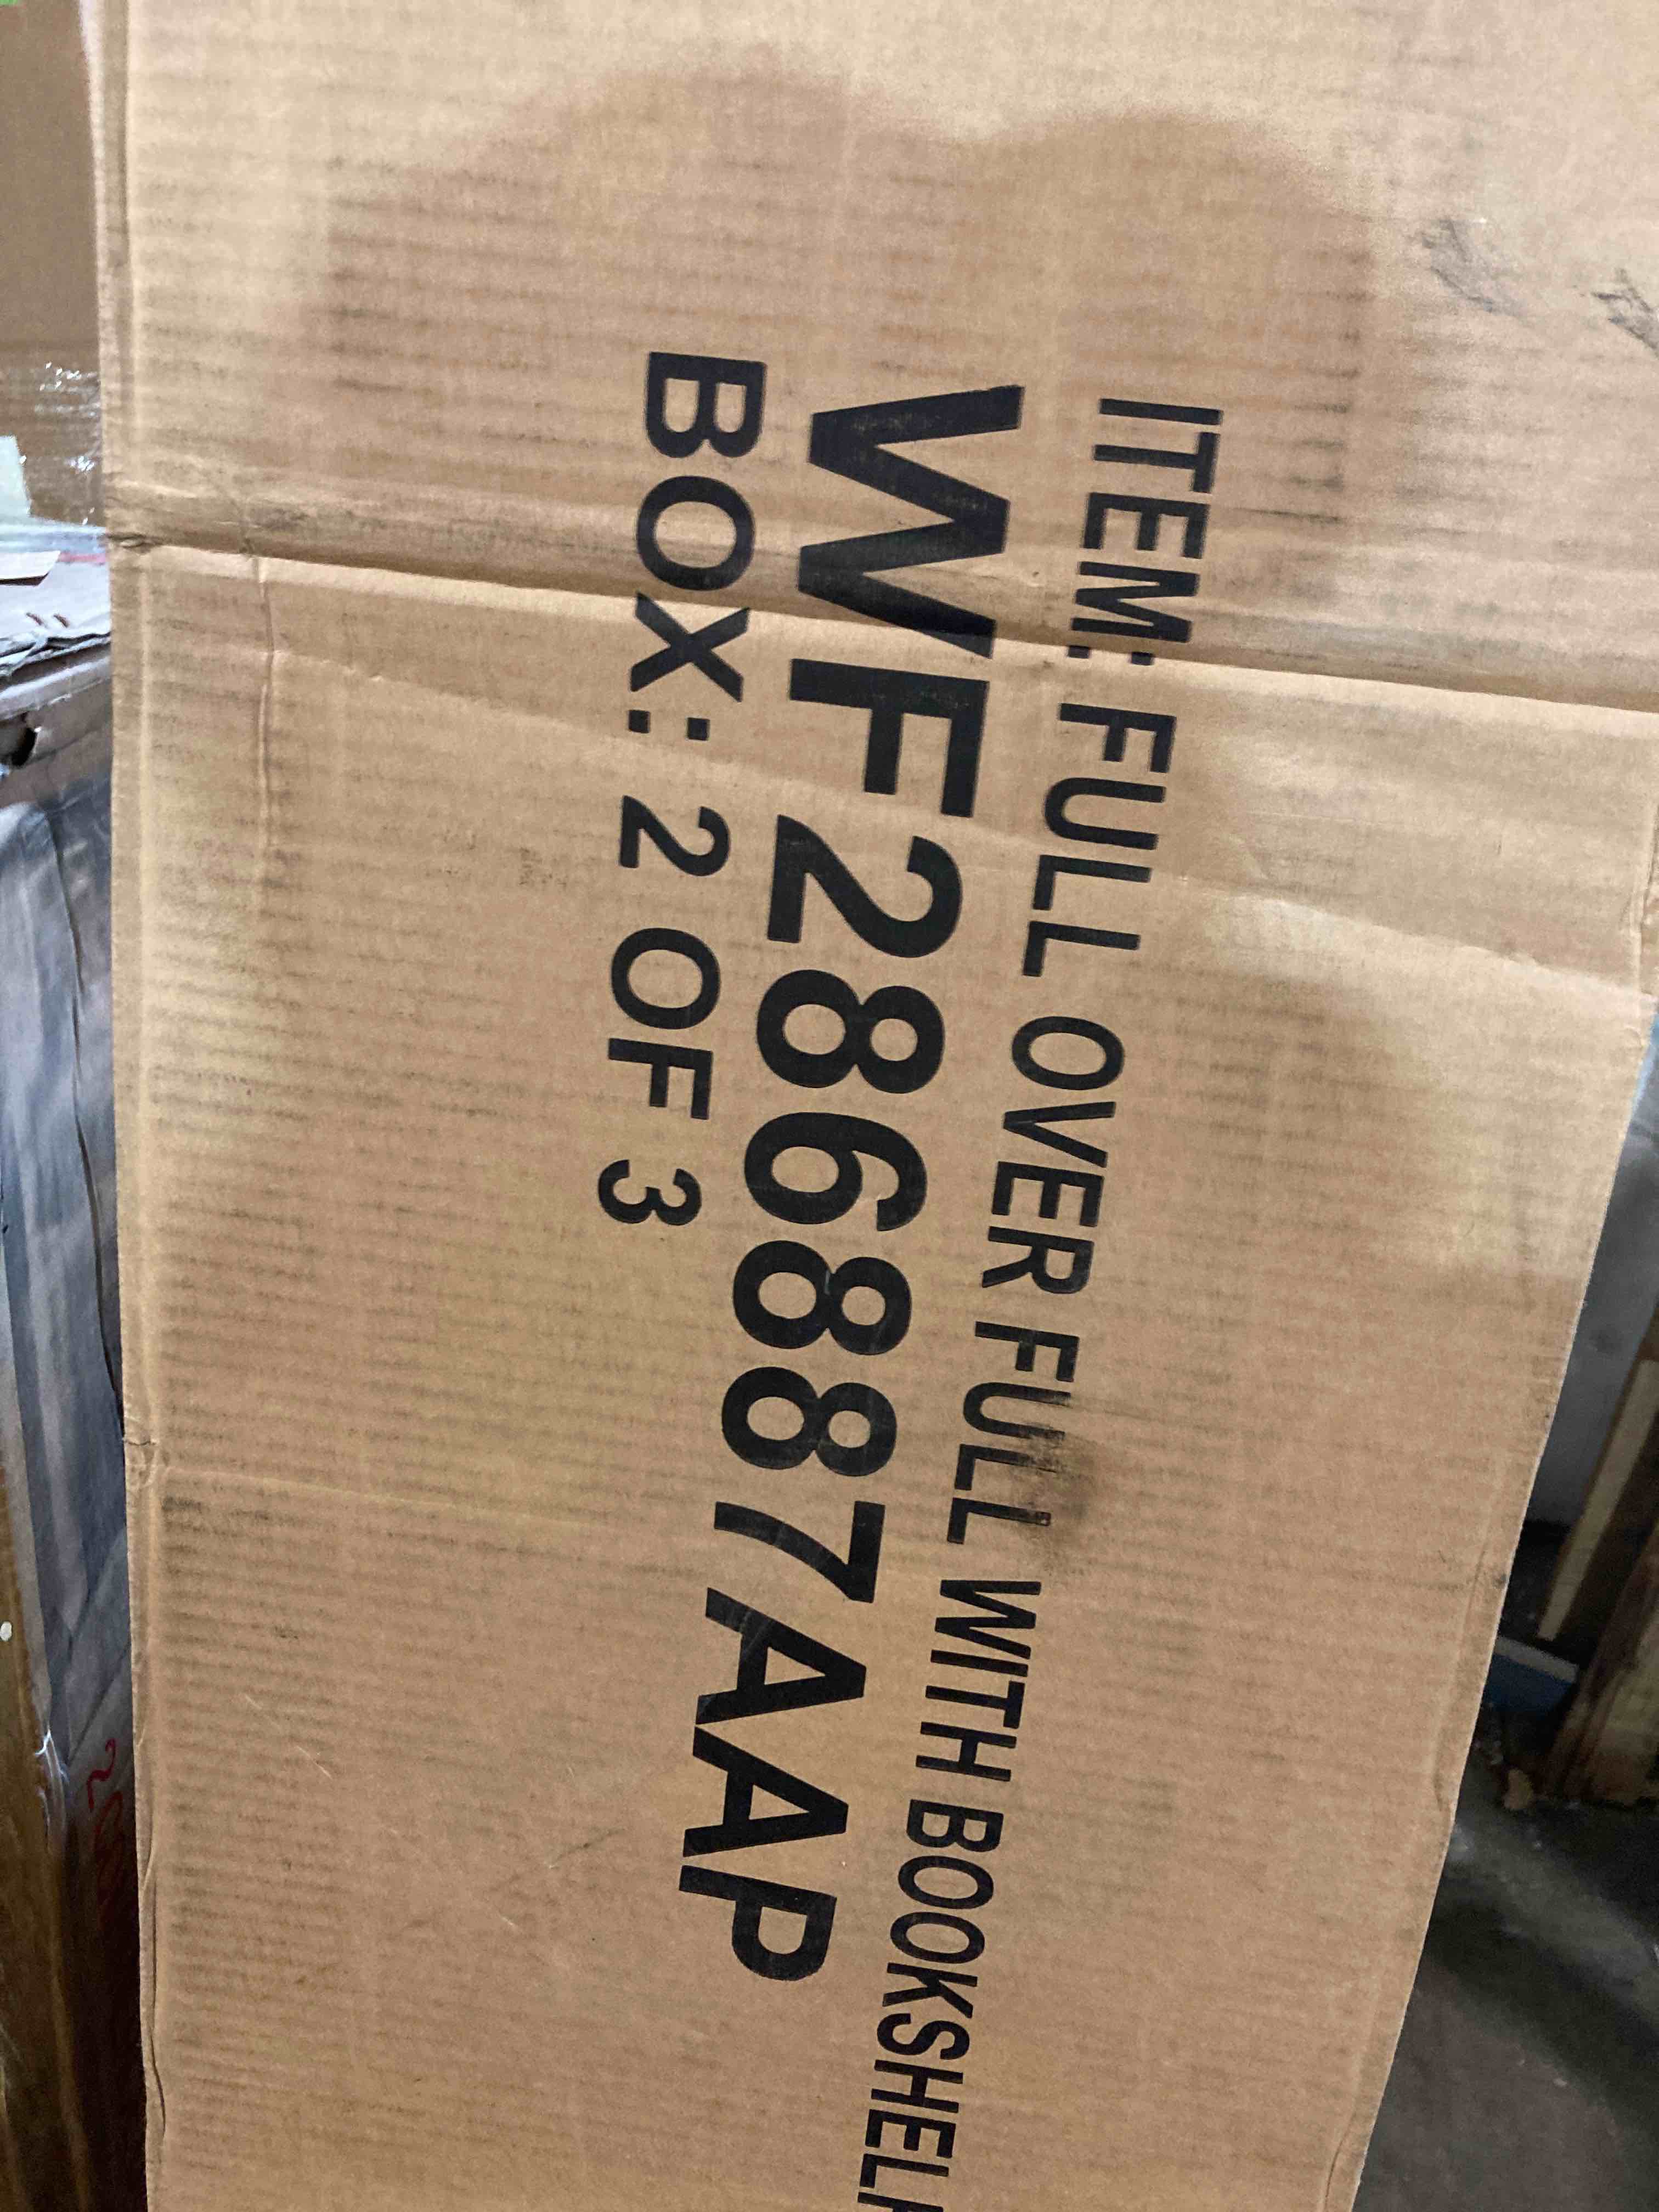 ITEM: FULL OVER FULL WITH BOOKSHELF
WF286887AAP
BOX: 2 OF 3